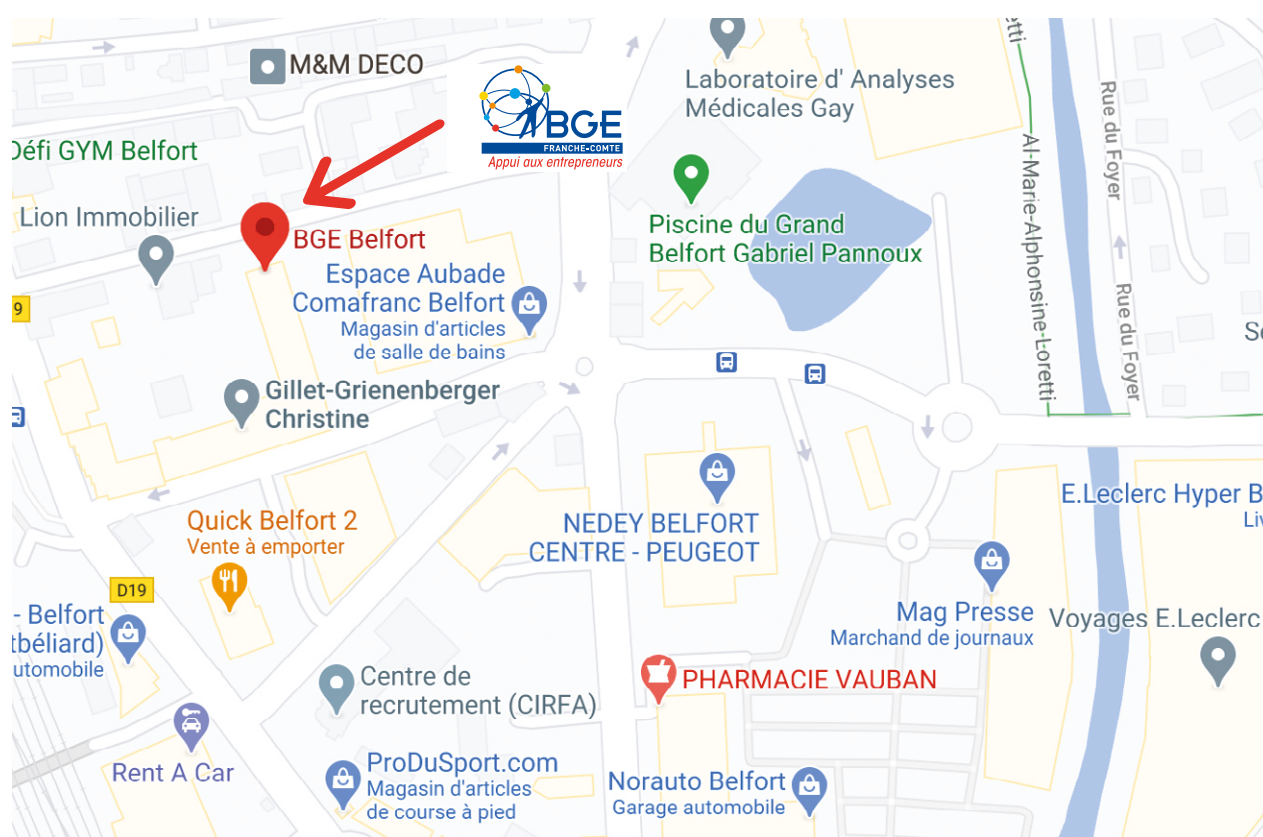 M&M DECO
BGE
FRANCHE-COMTE
Appui aux entrepreneurs
Laboratoire d' Analyses
Médicales Gay
Rue du Foyer
Al-Marie-Alphonsine-Loretti
Défi GYM Belfort
Lion Immobilier
BGE Belfort
Piscine du Grand
Belfort Gabriel Pannoux
Espace Aubade
Comafranc Belfort
Magasin d'articles
de salle de bains
9
Rue du Foyer
Gillet-Grienenberger
Christine
Quick Belfort 2
Vente à emporter
NEDEY BELFORT
CENTRE - PEUGEOT
E.Leclerc Hyper B
D19
- Belfort
tbéliard)
utomobile
Mag Presse
Marchand de journaux
Voyages E.Leclerc
Centre de
recrutement (CIRFA)
PHARMACIE VAUBAN
Rent A Car
ProDuSport.com
Magasin d'articles
de course à pied
Norauto Belfort
Garage automobile